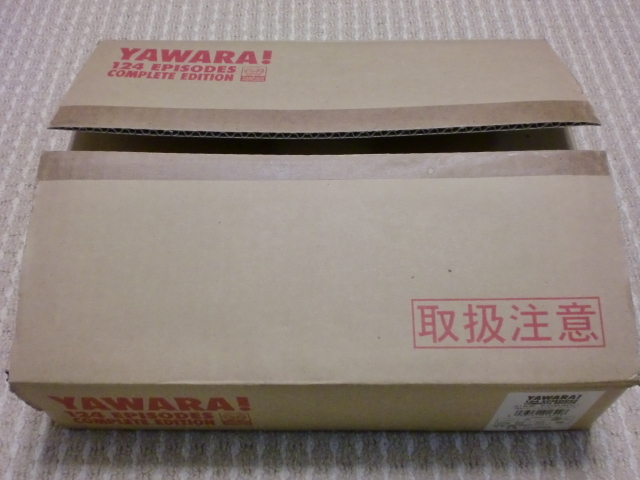 YAWARA!
124 EPISODES
COMPLETE EDITION
取扱注意
YAWARA!
124 EPISODES
COMPLETE EDITION
YAWARA!